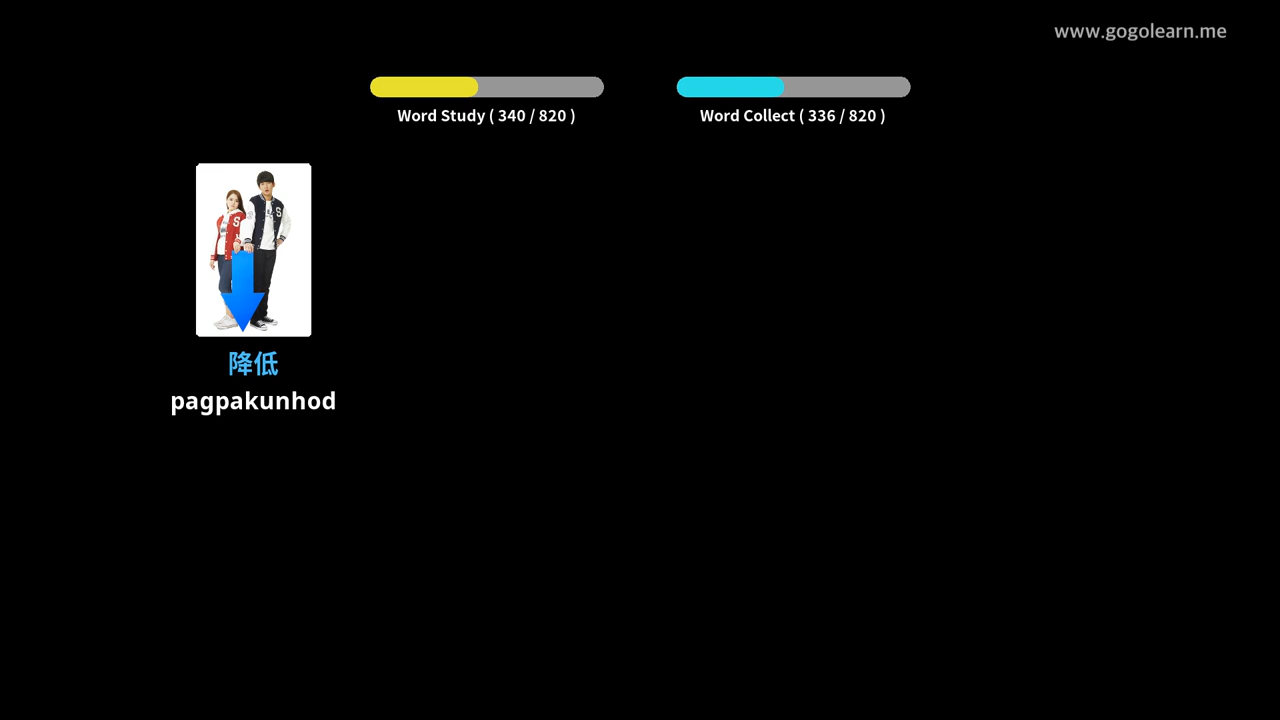 www.gogolearn.me
Word Study ( 340 / 820 )
Word Collect ( 336 / 820 )
S
S
降低
pagpakunhod